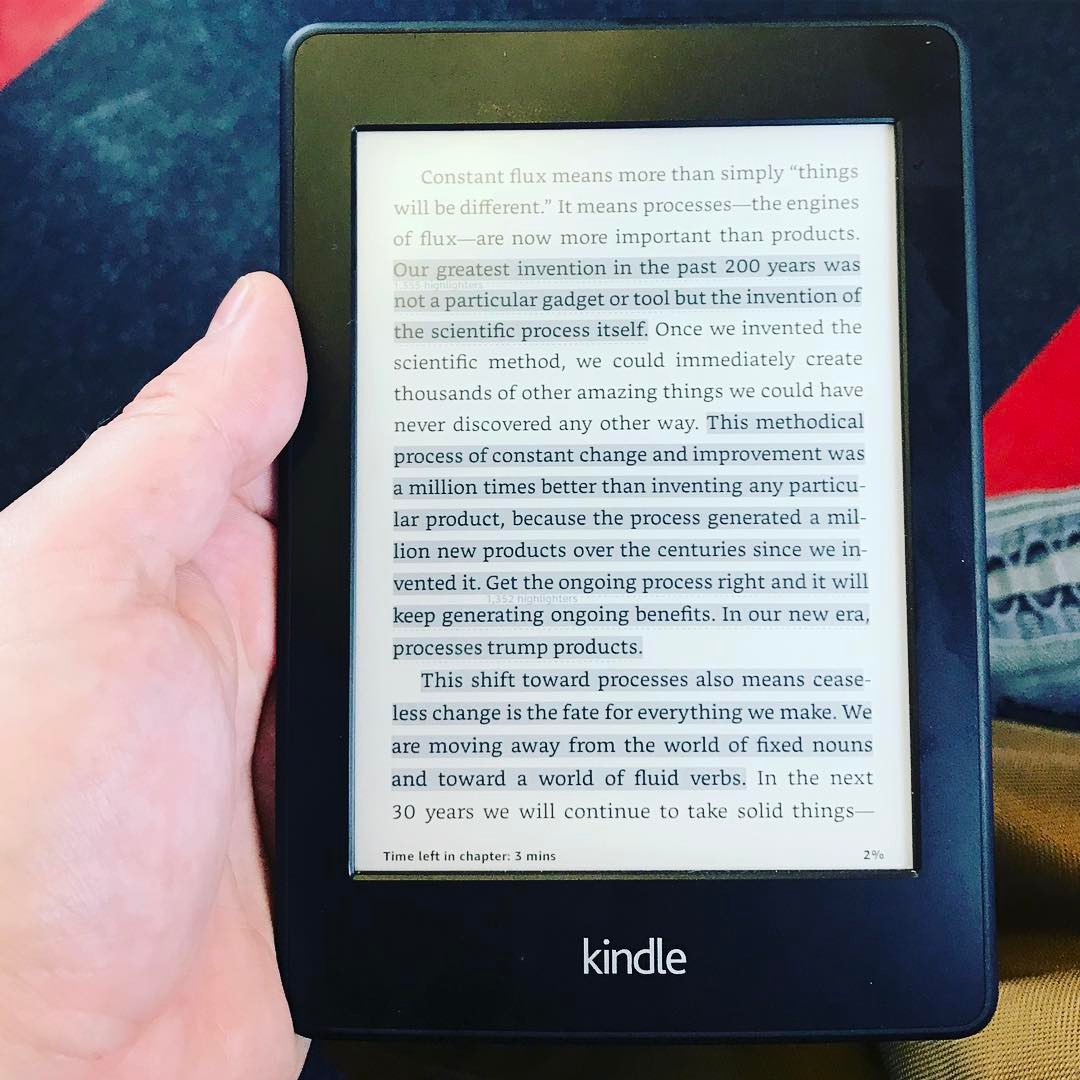 Constant flux means more than simply “things
will be different.” It means processes—the engines
of flux—are now more important than products.
Our greatest invention in the past 200 years was
1,355 highlighters
not a particular gadget or tool but the invention of
the scientific process itself. Once we invented the
scientific method, we could immediately create
thousands of other amazing things we could have
never discovered any other way. This methodical
process of constant change and improvement was
a million times better than inventing any particu-
lar product, because the process generated a mil-
lion new products over the centuries since we in-
vented it. Get the ongoing process right and it will
1,352 highlighters
keep generating ongoing benefits. In our new era,
processes trump products.
This shift toward processes also means cease-
less change is the fate for everything we make. We
are moving away from the world of fixed nouns
and toward a world of fluid verbs. In the next
30 years we will continue to take solid things—
Time left in chapter: 3 mins 2%
kindle